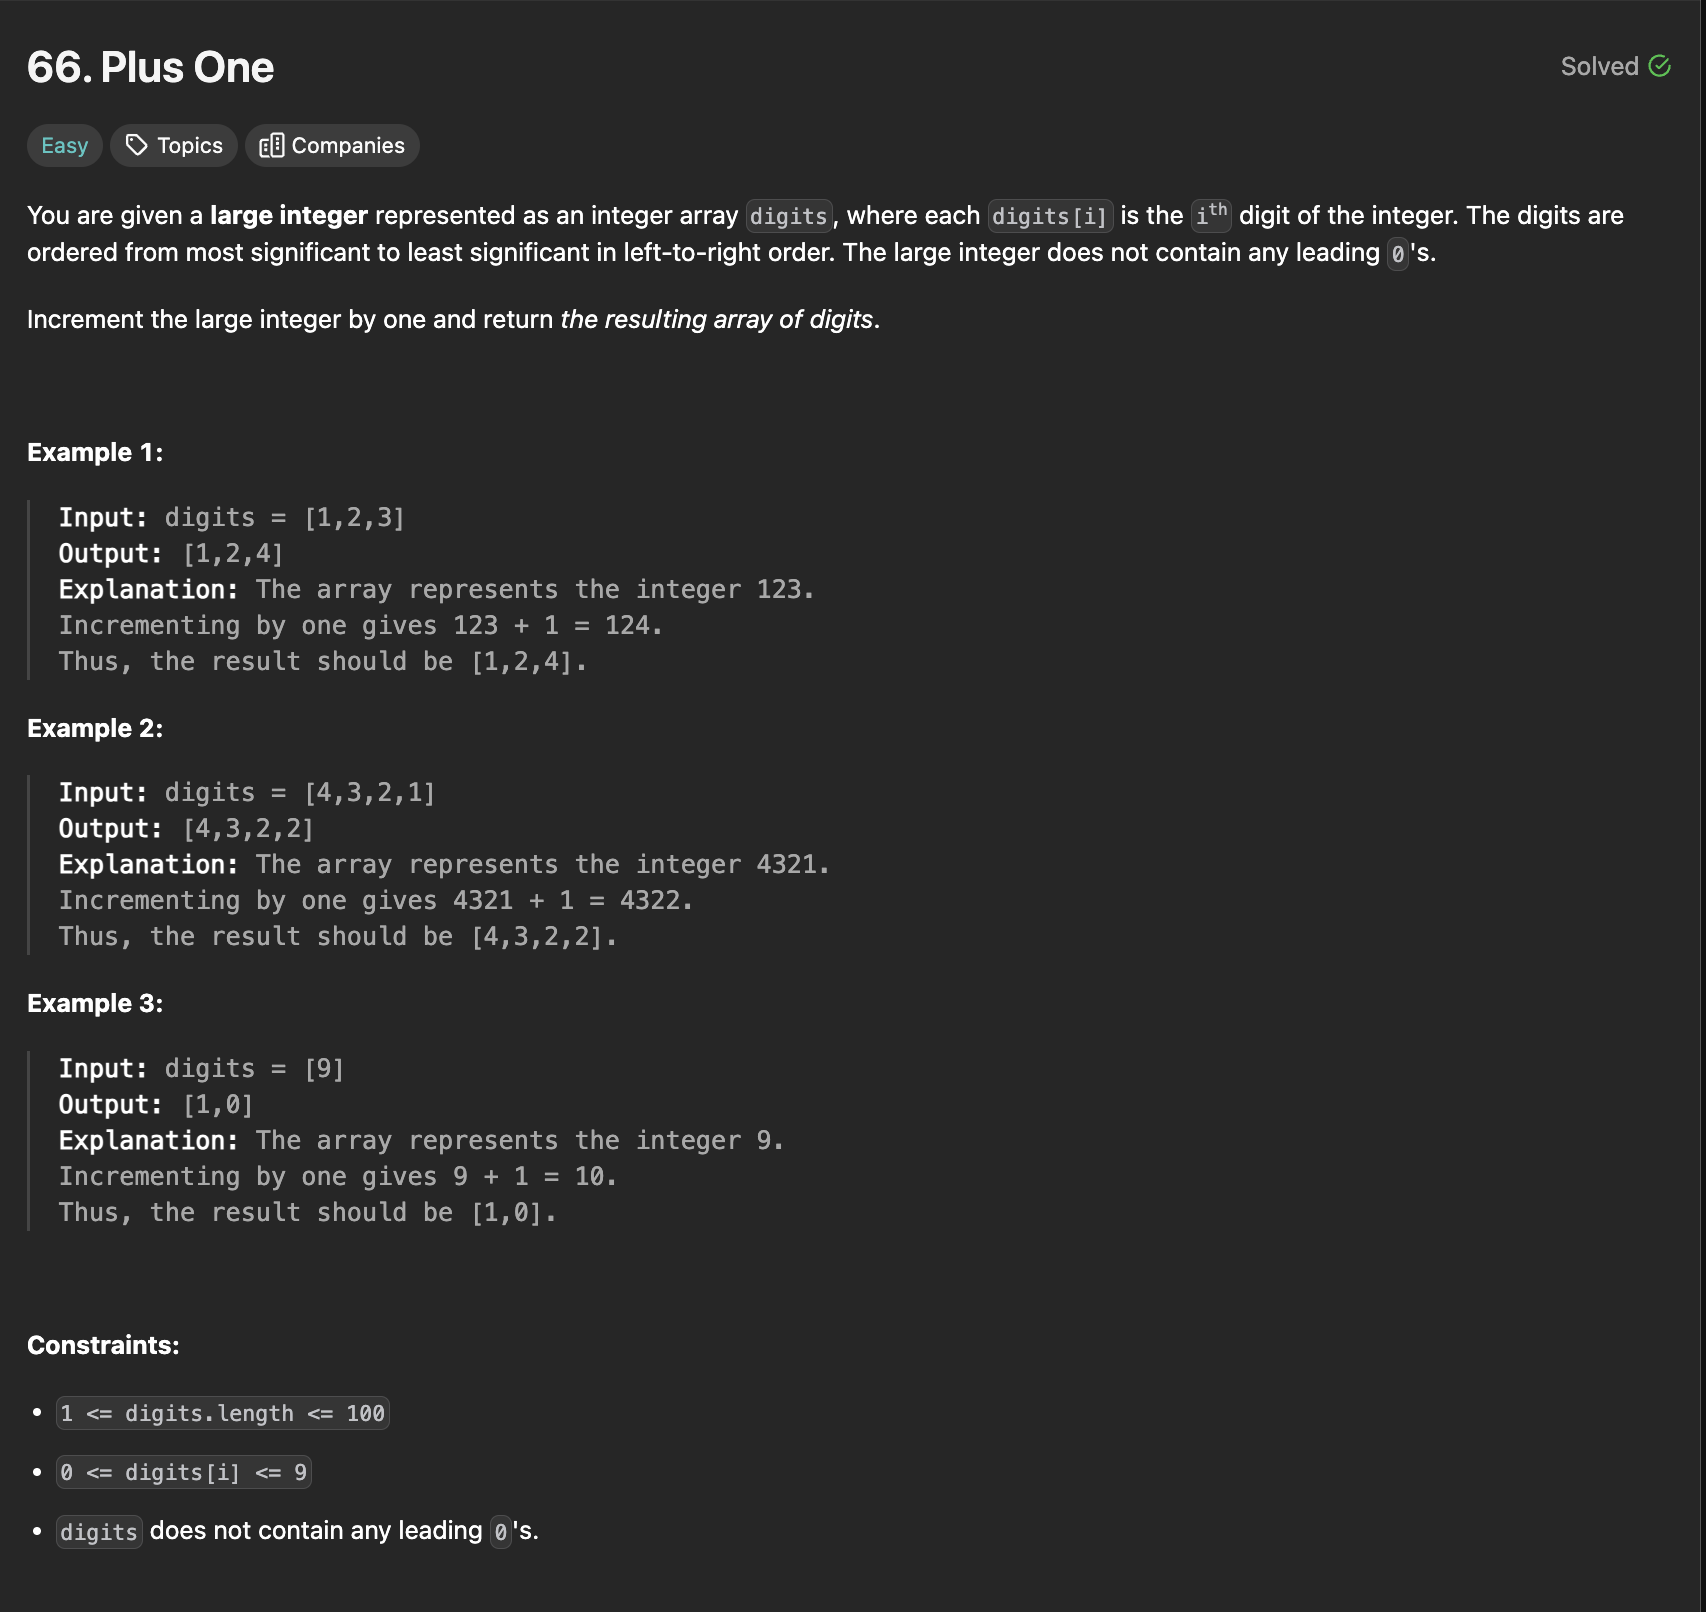 66. Plus One
Solved
Easy
Topics
Companies
You are given a large integer represented as an integer array digits, where each digits[i] is the ith digit of the integer. The digits are
ordered from most significant to least significant in left-to-right order. The large integer does not contain any leading 0's.
Increment the large integer by one and return the resulting array of digits.
Example 1:
Input: digits = [1,2,3]
Output: [1,2,4]
Explanation: The array represents the integer 123.
Incrementing by one gives 123 + 1 = 124.
Thus, the result should be [1,2,4].
Example 2:
Input: digits = [4,3,2,1]
Output: [4,3,2,2]
Explanation: The array represents the integer 4321.
Incrementing by one gives 4321 + 1 = 4322.
Thus, the result should be [4,3,2,2].
Example 3:
Input: digits = [9]
Output: [1,0]
Explanation: The array represents the integer 9.
Incrementing by one gives 9 + 1 = 10.
Thus, the result should be [1,0].
Constraints:
• 1 <= digits.length <= 100
• 0 <= digits[i] <= 9
• digits does not contain any leading 0's.